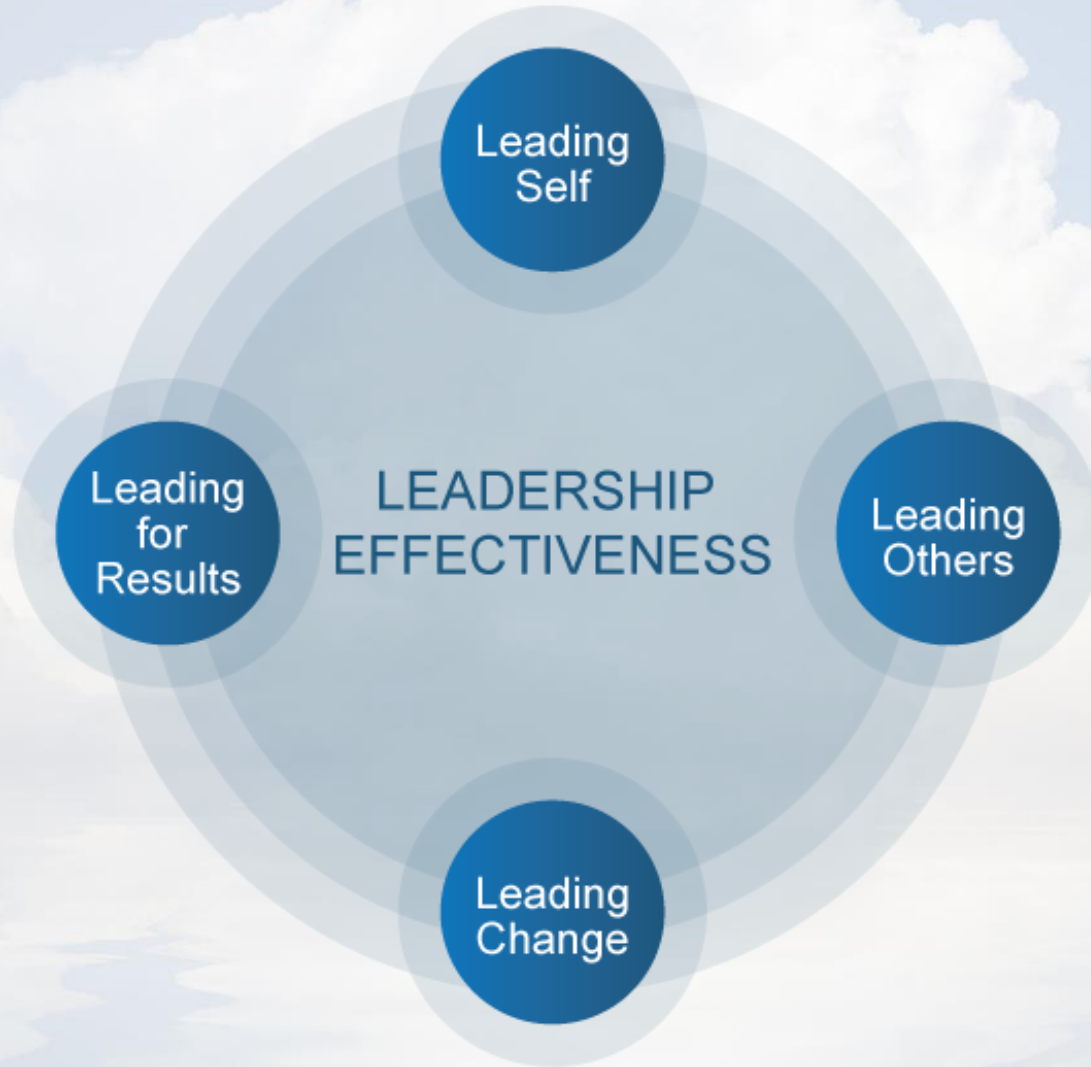 Leading
Self
LEADERSHIP
EFFECTIVENESS
Leading
Others
Leading
Change
Leading
for
Results